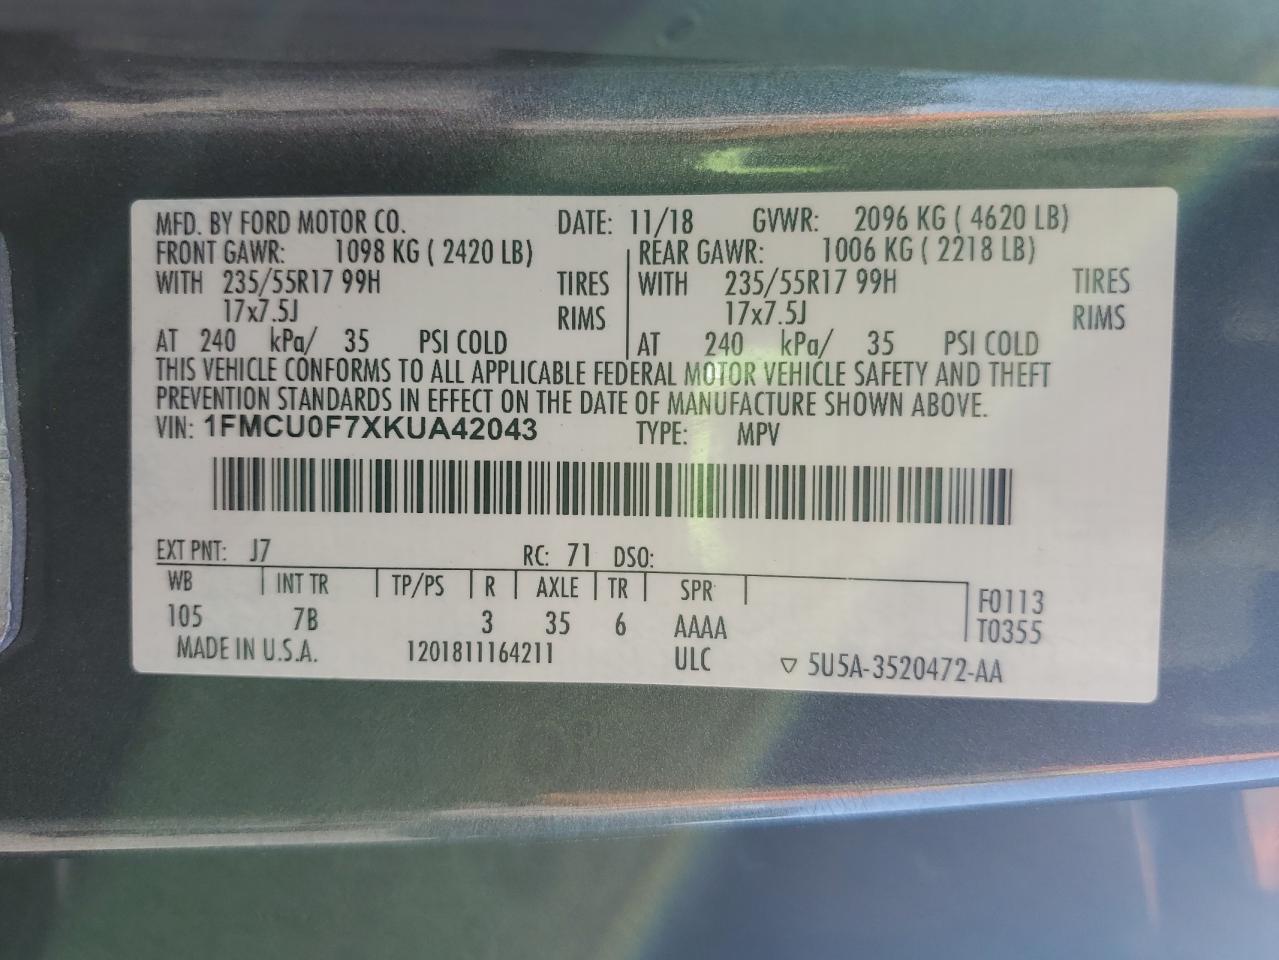 MFD. BY FORD MOTOR CO. DATE: 11/18 GVWR: 2096 KG ( 4620 LB)
FRONT GAWR: 1098 KG ( 2420 LB) REAR GAWR: 1006 KG ( 2218 LB)
WITH 235/55R17 99H TIRES WITH 235/55R17 99H TIRES
17x7.5J RIMS 17x7.5J RIMS
AT 240 kPa/ 35 PSI COLD AT 240 kPa/ 35 PSI COLD
THIS VEHICLE CONFORMS TO ALL APPLICABLE FEDERAL MOTOR VEHICLE SAFETY AND THEFT
PREVENTION STANDARDS IN EFFECT ON THE DATE OF MANUFACTURE SHOWN ABOVE.
VIN: 1FMCU0F7XKUA42043 TYPE: MPV
EXT PNT: J7 RC: 71 DSO:
WB INT TR TP/PS R AXLE TR SPR F0113
105 7B 3 35 6 AAAA T0355
MADE IN U.S.A. 1201811164211 ULC ▽ 5U5A-3520472-AA